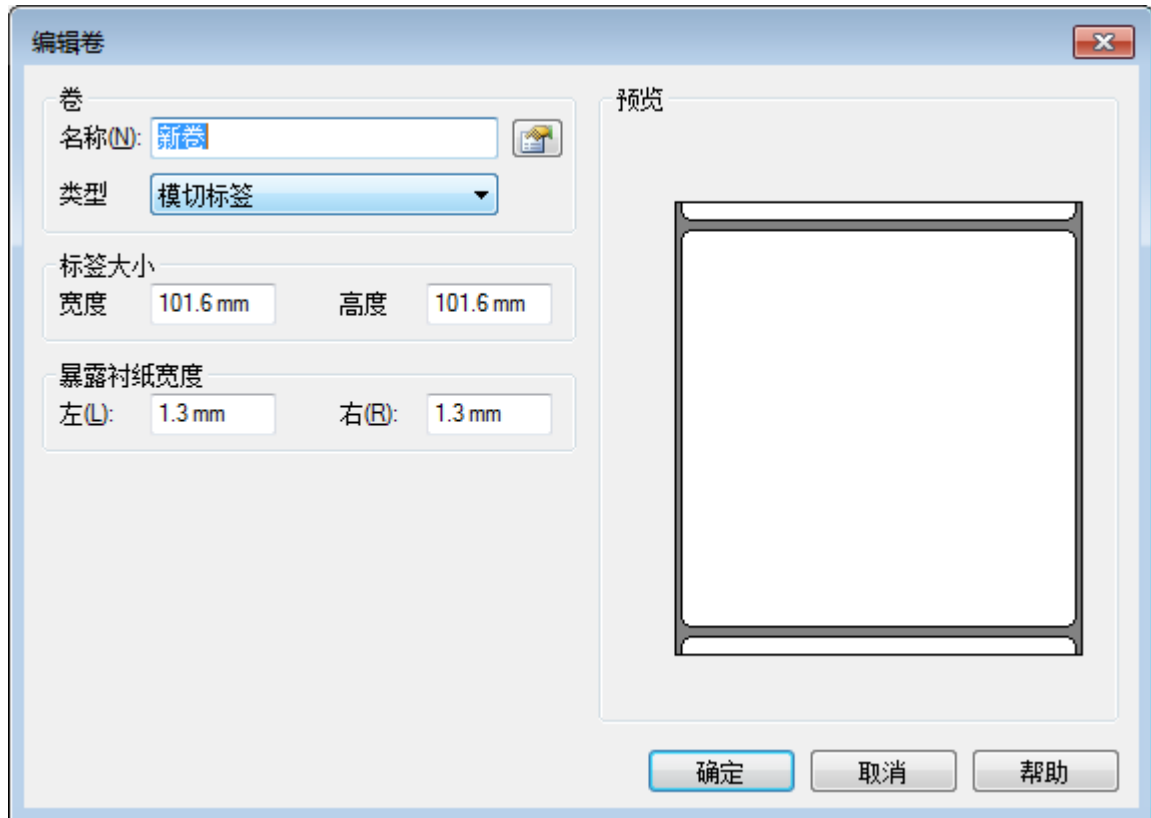 编辑卷
卷
名称(N): 新卷
类型 模切标签
标签大小
宽度 101.6 mm 高度 101.6 mm
暴露衬纸宽度
左(L): 1.3 mm 右(R): 1.3 mm
预览
确定 取消 帮助